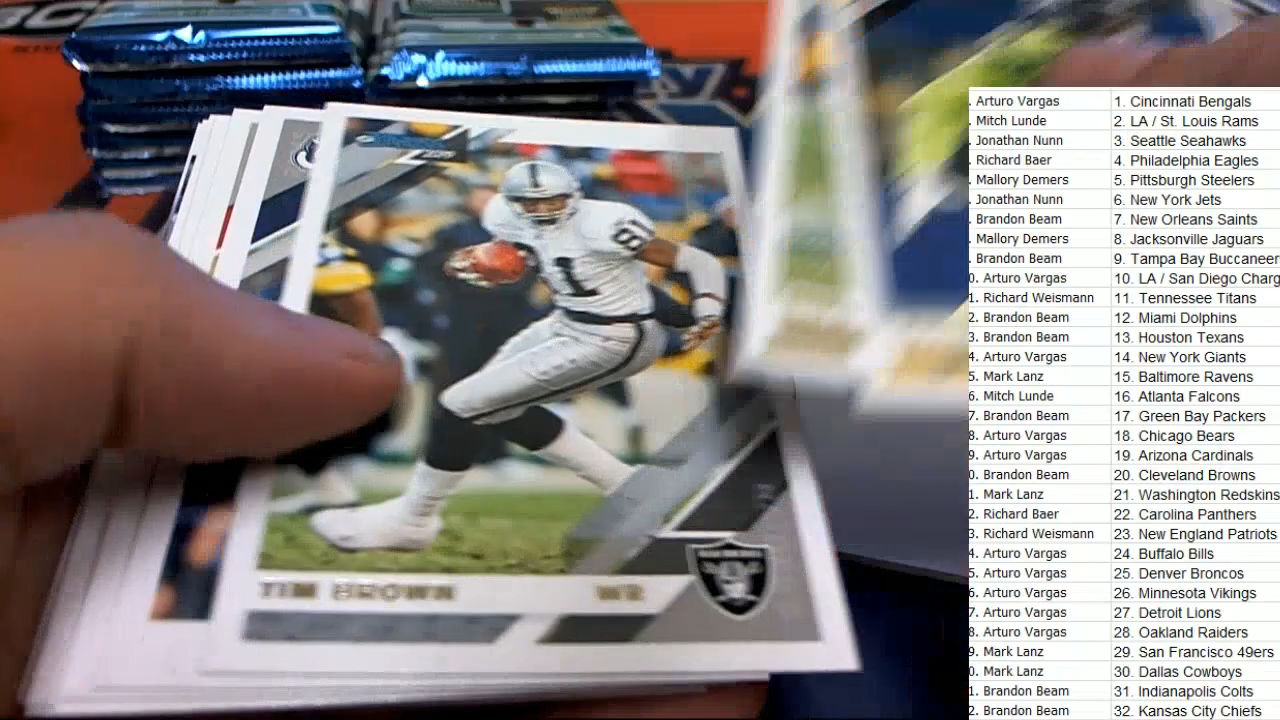 TIM BROWN WR
81
. Arturo Vargas 1. Cincinnati Bengals
. Mitch Lunde 2. LA / St. Louis Rams
. Jonathan Nunn 3. Seattle Seahawks
. Richard Baer 4. Philadelphia Eagles
. Mallory Demers 5. Pittsburgh Steelers
. Jonathan Nunn 6. New York Jets
. Brandon Beam 7. New Orleans Saints
. Mallory Demers 8. Jacksonville Jaguars
. Brandon Beam 9. Tampa Bay Buccaneer
0. Arturo Vargas 10. LA / San Diego Charg
1. Richard Weismann 11. Tennessee Titans
2. Brandon Beam 12. Miami Dolphins
3. Brandon Beam 13. Houston Texans
4. Arturo Vargas 14. New York Giants
5. Mark Lanz 15. Baltimore Ravens
6. Mitch Lunde 16. Atlanta Falcons
7. Brandon Beam 17. Green Bay Packers
8. Arturo Vargas 18. Chicago Bears
9. Arturo Vargas 19. Arizona Cardinals
0. Brandon Beam 20. Cleveland Browns
1. Mark Lanz 21. Washington Redskins
2. Richard Baer 22. Carolina Panthers
3. Richard Weismann 23. New England Patriots
4. Arturo Vargas 24. Buffalo Bills
5. Arturo Vargas 25. Denver Broncos
6. Arturo Vargas 26. Minnesota Vikings
7. Arturo Vargas 27. Detroit Lions
8. Arturo Vargas 28. Oakland Raiders
9. Mark Lanz 29. San Francisco 49ers
0. Mark Lanz 30. Dallas Cowboys
1. Brandon Beam 31. Indianapolis Colts
2. Brandon Beam 32. Kansas City Chiefs